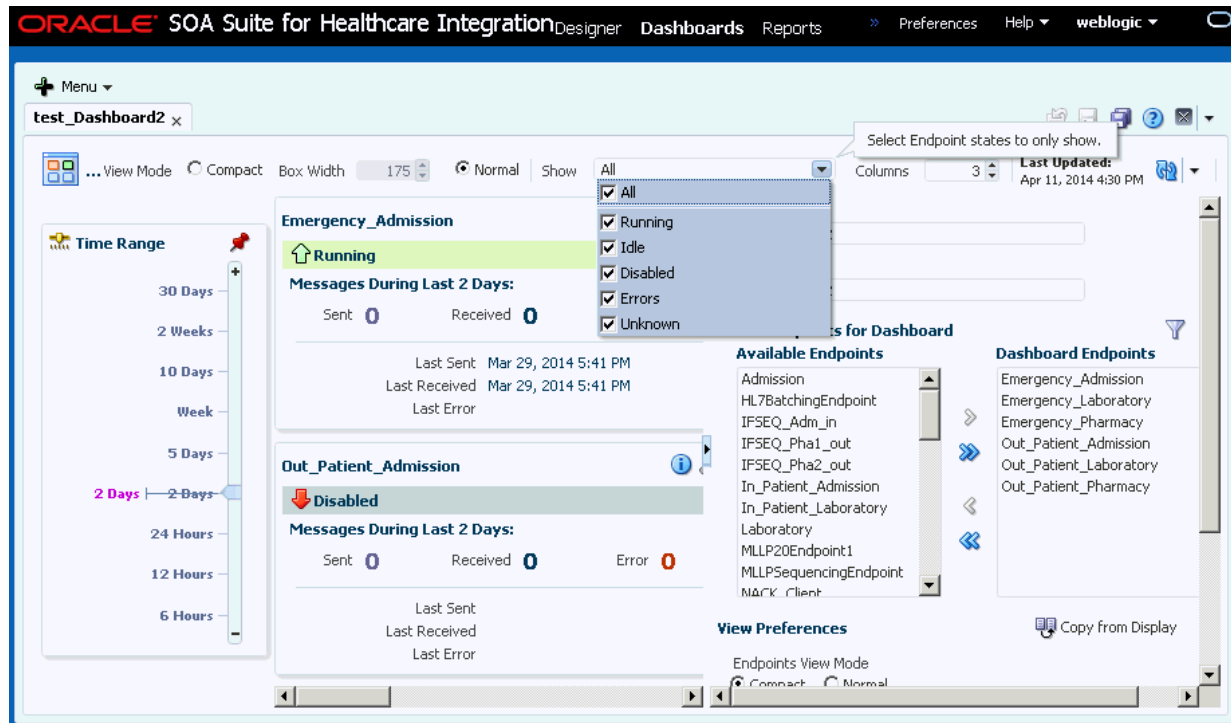 ORACLE® SOA Suite for Healthcare Integration Designer Dashboards Reports » Preferences Help weblogic
Menu
test_Dashboard2 x
Select Endpoint states to only show.
... View Mode Compact Box Width 175 Normal Show All Columns 3 Last Updated:
Apr 11, 2014 4:30 PM
All
Running
Idle
Disabled
Errors
Unknown
Time Range
30 Days
2 Weeks
10 Days
Week
5 Days
2 Days 2 Days
24 Hours
12 Hours
6 Hours
Emergency_Admission
Running
Messages During Last 2 Days:
Sent 0 Received 0
Last Sent Mar 29, 2014 5:41 PM
Last Received Mar 29, 2014 5:41 PM
Last Error
Out_Patient_Admission
Disabled
Messages During Last 2 Days:
Sent 0 Received 0 Error 0
Last Sent
Last Received
Last Error
for Dashboard
Available Endpoints
Admission
HL7BatchingEndpoint
IFSEQ_Adm_in
IFSEQ_Pha1_out
IFSEQ_Pha2_out
In_Patient_Admission
In_Patient_Laboratory
Laboratory
MLLP20Endpoint1
MLLPSequencingEndpoint
NACK_Client
Dashboard Endpoints
Emergency_Admission
Emergency_Laboratory
Emergency_Pharmacy
Out_Patient_Admission
Out_Patient_Laboratory
Out_Patient_Pharmacy
View Preferences
Copy from Display
Endpoints View Mode
Compact Normal